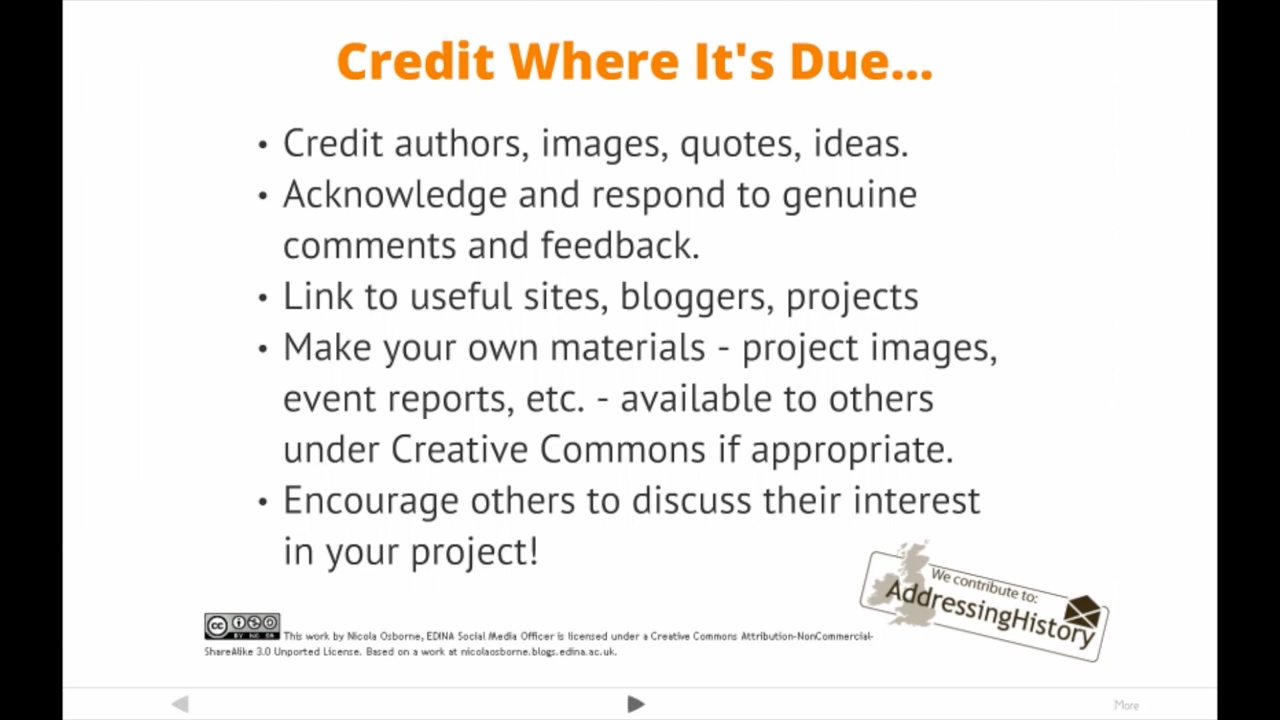 Credit Where It's Due...
• Credit authors, images, quotes, ideas.
• Acknowledge and respond to genuine
comments and feedback.
• Link to useful sites, bloggers, projects
• Make your own materials - project images,
event reports, etc. - available to others
under Creative Commons if appropriate.
• Encourage others to discuss their interest
in your project!
We contribute to:
AddressingHistory
cc
BY NC SA
This work by Nicola Osborne, EDINA Social Media Officer is licensed under a Creative Commons Attribution-NonCommercial-
ShareAlike 3.0 Unported License. Based on a work at nicolaosborne.blogs.edina.ac.uk.
More